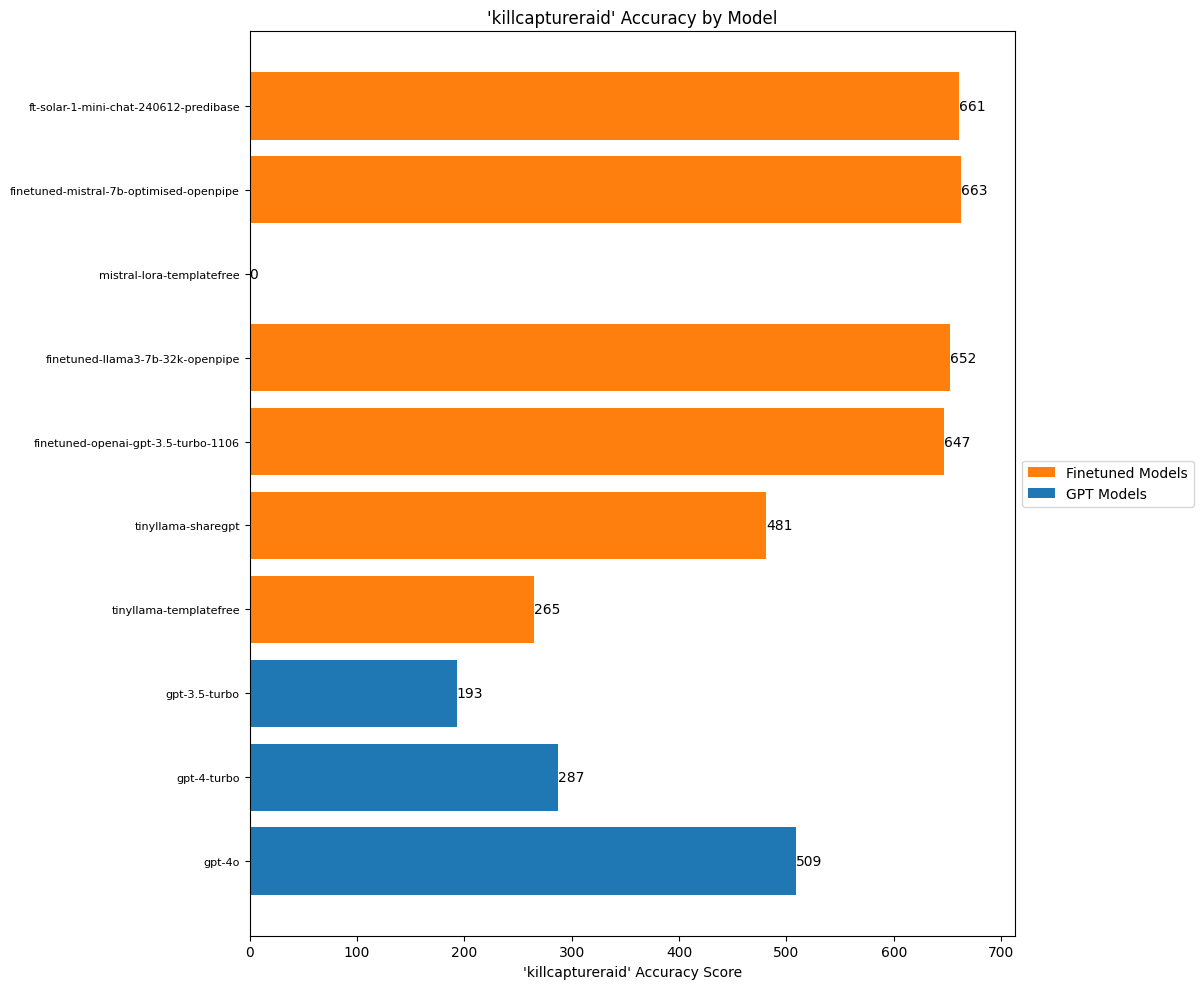 'killcaptureraid' Accuracy by Model
ft-solar-1-mini-chat-240612-predibase
661
finetuned-mistral-7b-optimised-openpipe
663
mistral-lora-templatefree
0
finetuned-llama3-7b-32k-openpipe
652
finetuned-openai-gpt-3.5-turbo-1106
647
Finetuned Models
GPT Models
tinyllama-sharegpt
481
tinyllama-templatefree
265
gpt-3.5-turbo
193
gpt-4-turbo
287
gpt-4o
509
0 100 200 300 400 500 600 700
'killcaptureraid' Accuracy Score